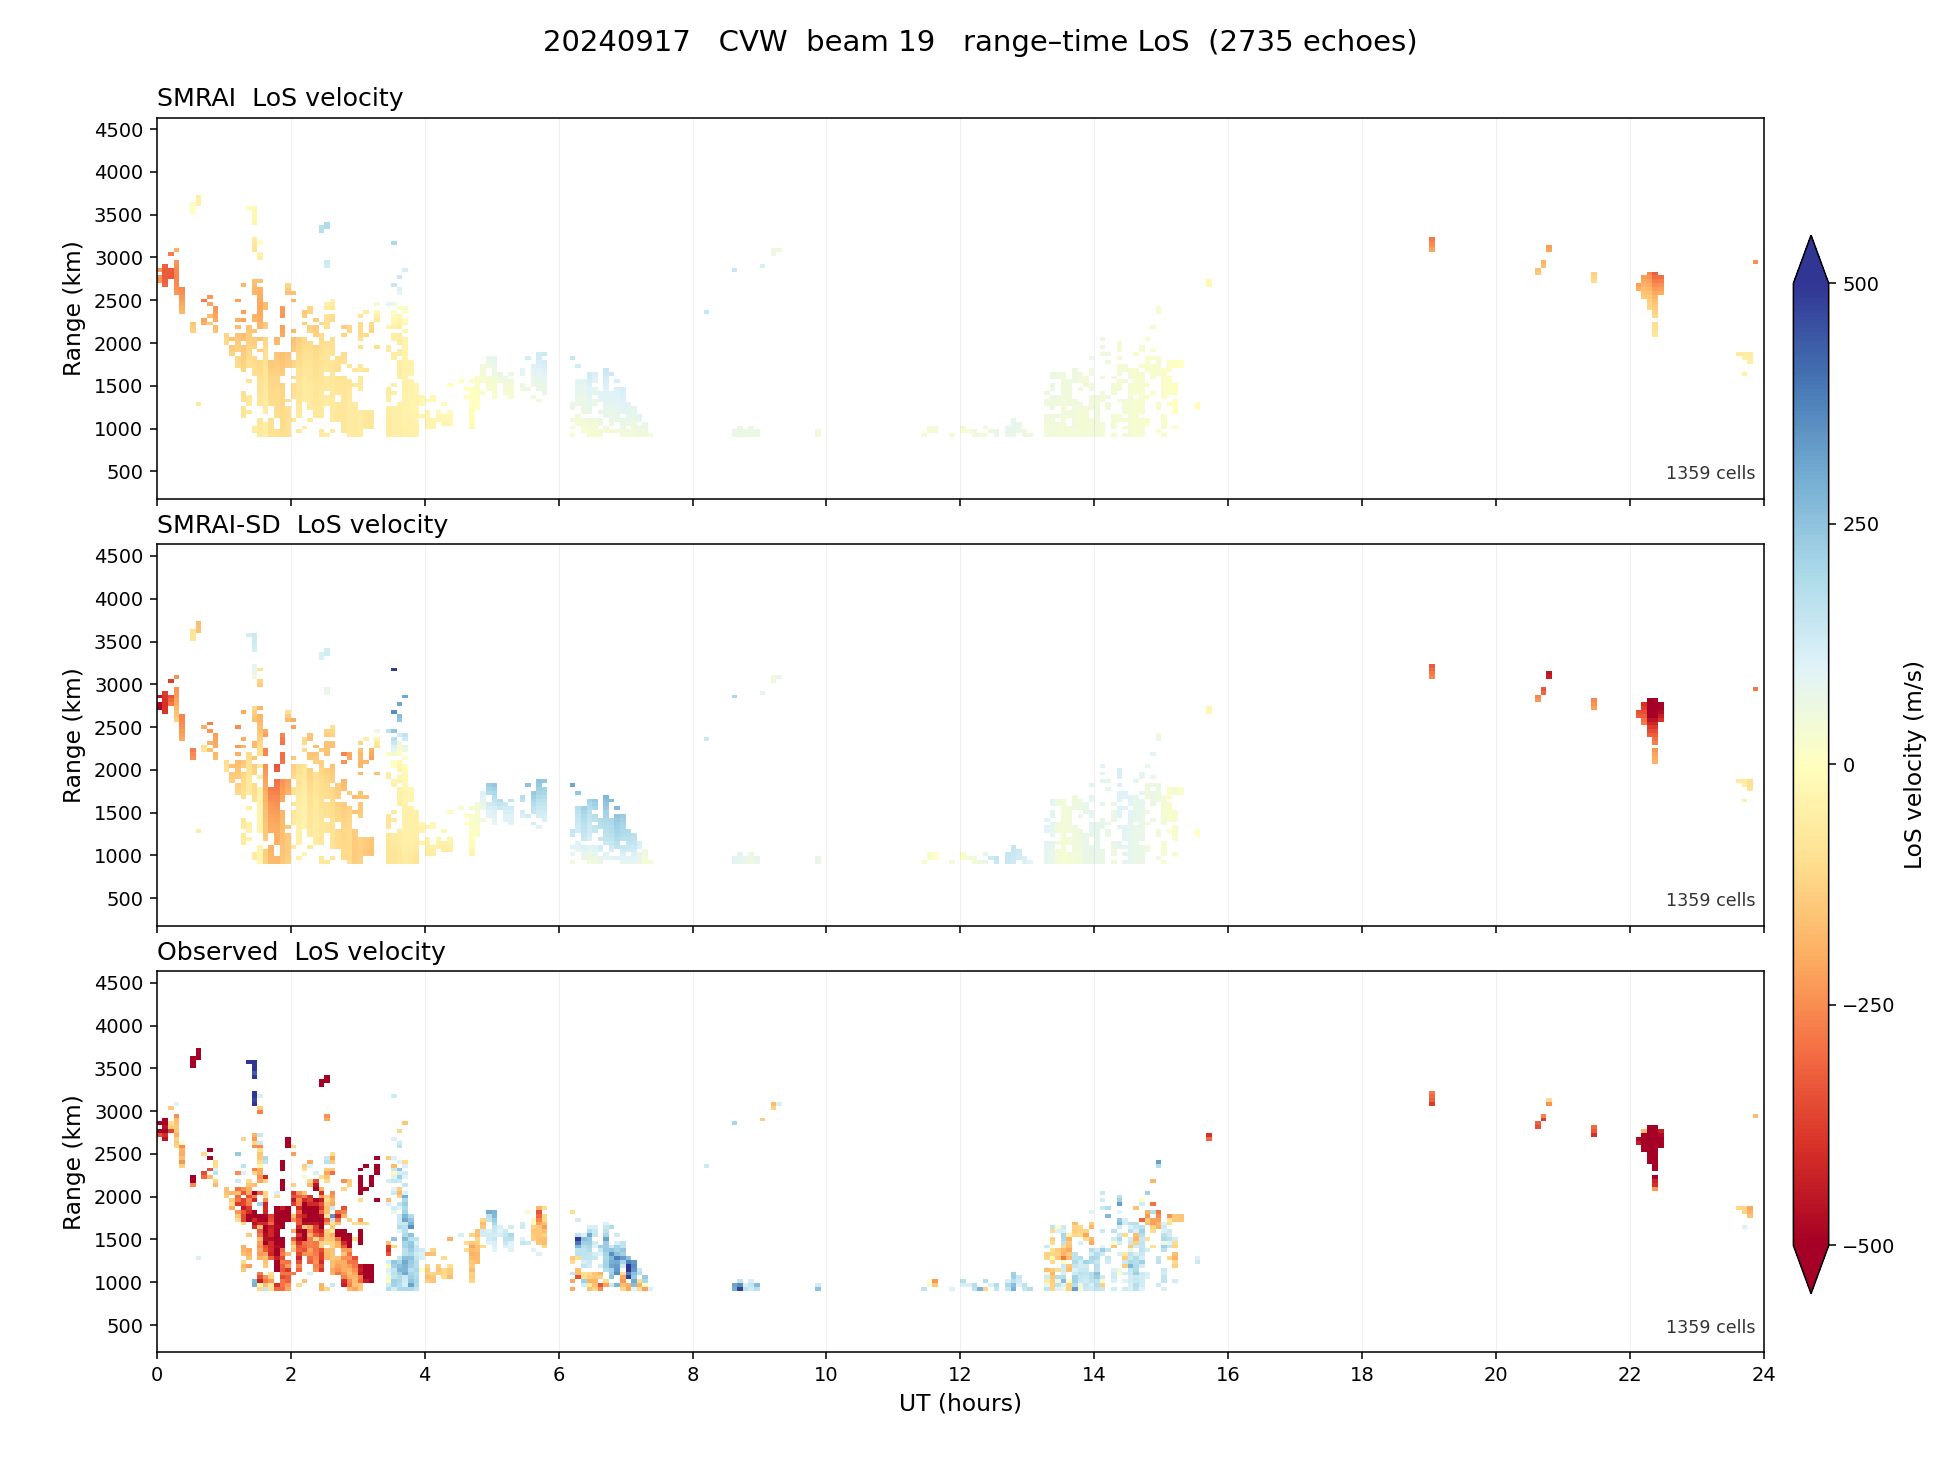 20240917   CVW  beam 19   range–time LoS  (2735 echoes)
SMRAI  LoS velocity
4500
4000
3500
3000
2500
2000
1500
1000
500
Range (km)
1359 cells
SMRAI-SD  LoS velocity
4500
4000
3500
3000
2500
2000
1500
1000
500
Range (km)
1359 cells
Observed  LoS velocity
4500
4000
3500
3000
2500
2000
1500
1000
500
Range (km)
1359 cells
0 2 4 6 8 10 12 14 16 18 20 22 24
UT (hours)
500
250
0
−250
−500
LoS velocity (m/s)